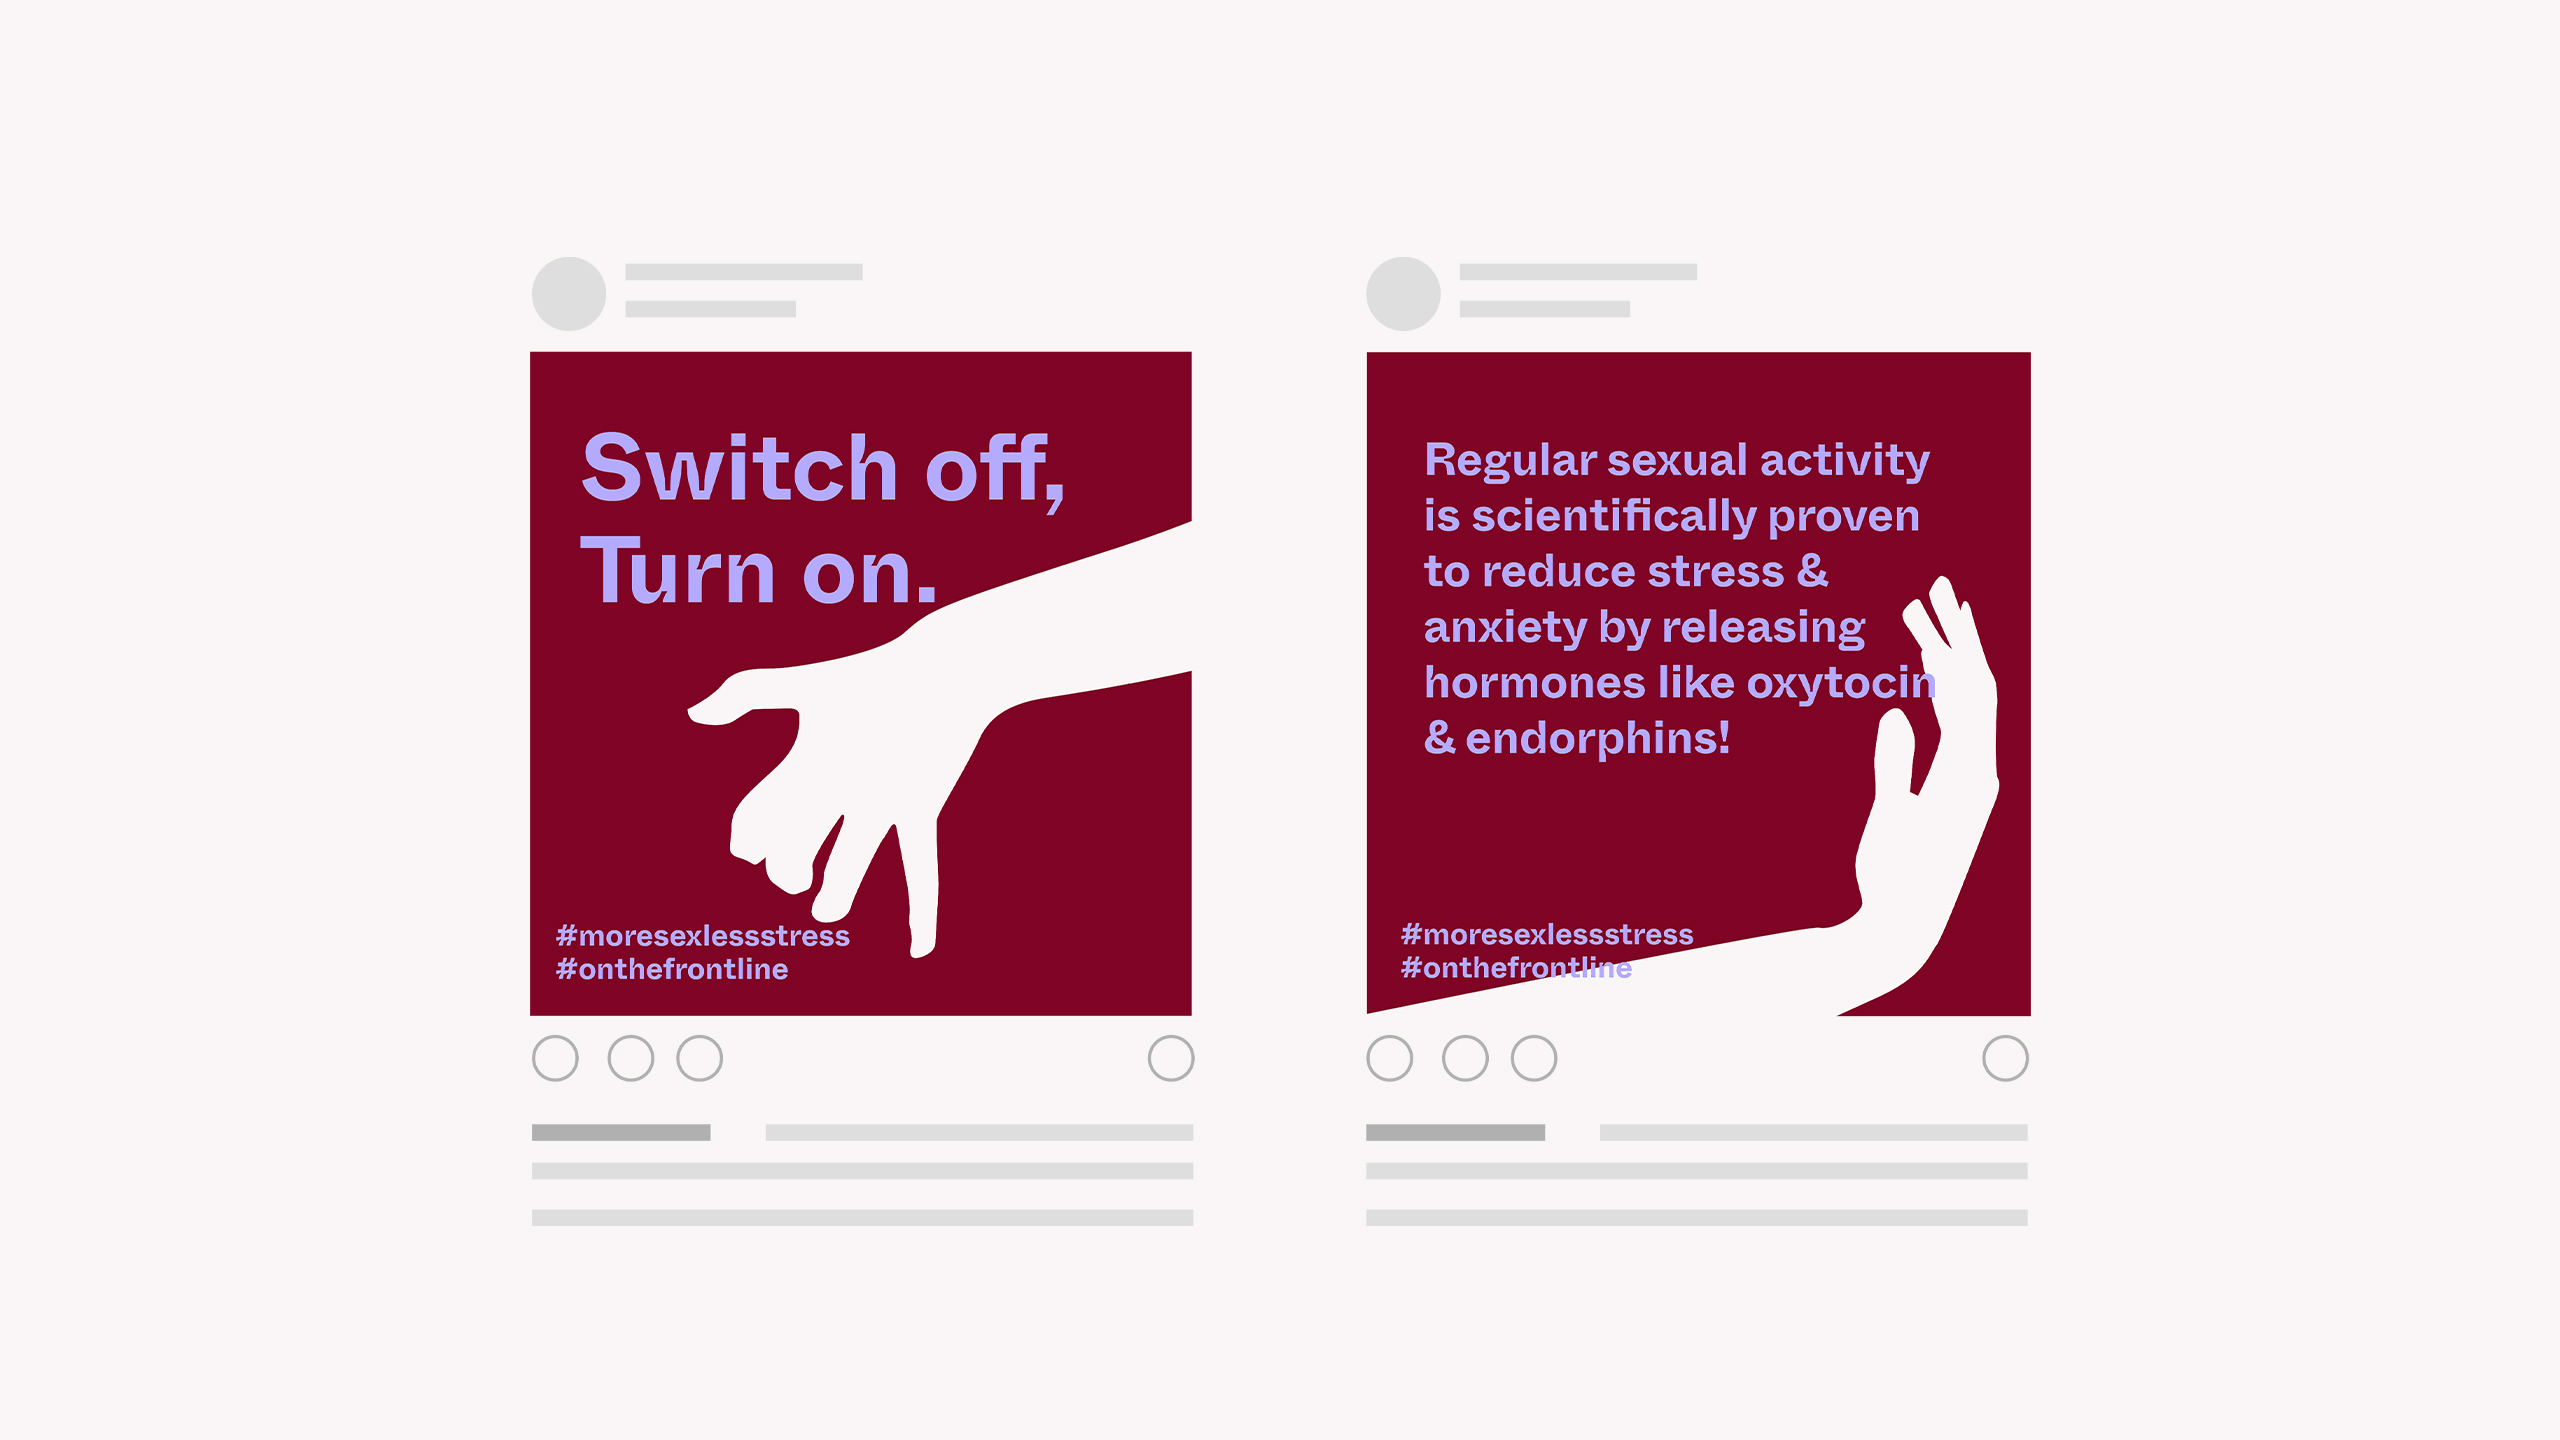 Switch off,
Turn on.
#moresexlessstress
#onthefrontline
Regular sexual activity
is scientifically proven
to reduce stress &
anxiety by releasing
hormones like oxytocin
& endorphins!
#moresexlessstress
#onthefrontline